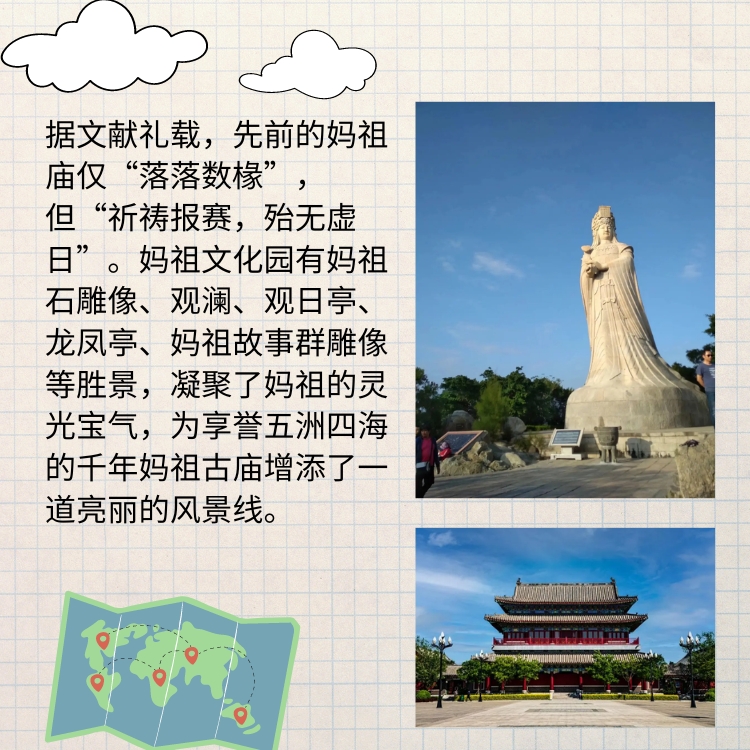 据文献礼载，先前的妈祖
庙仅“落落数椽”，
但“祈祷报赛，殆无虚
日”。妈祖文化园有妈祖
石雕像、观澜、观日亭、
龙凤亭、妈祖故事群雕像
等胜景，凝聚了妈祖的灵
光宝气，为享誉五洲四海
的千年妈祖古庙增添了一
道亮丽的风景线。